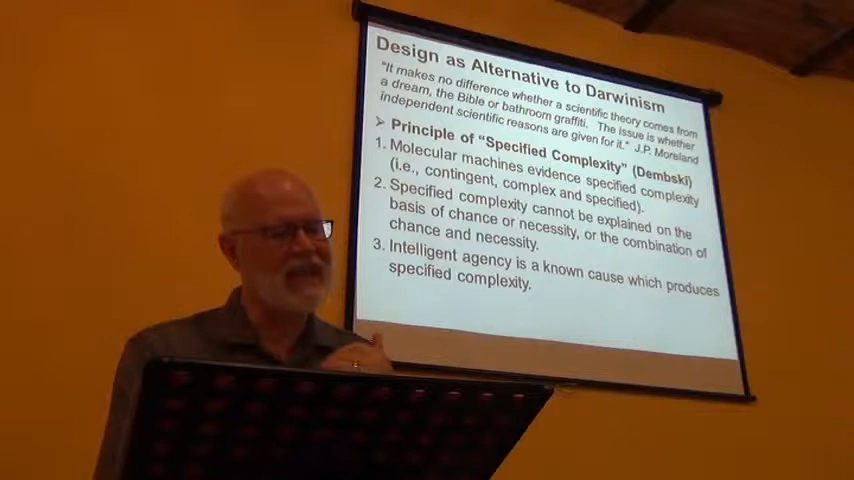 Design as Alternative to Darwinism
"It makes no difference whether a scientific theory comes from
a dream, the Bible or bathroom graffiti. The issue is whether
independent scientific reasons are given for it." J.P. Moreland
➢ Principle of "Specified Complexity" (Dembski)
1. Molecular machines evidence specified complexity
(i.e., contingent, complex and specified).
2. Specified complexity cannot be explained on the
basis of chance or necessity, or the combination of
chance and necessity.
3. Intelligent agency is a known cause which produces
specified complexity.